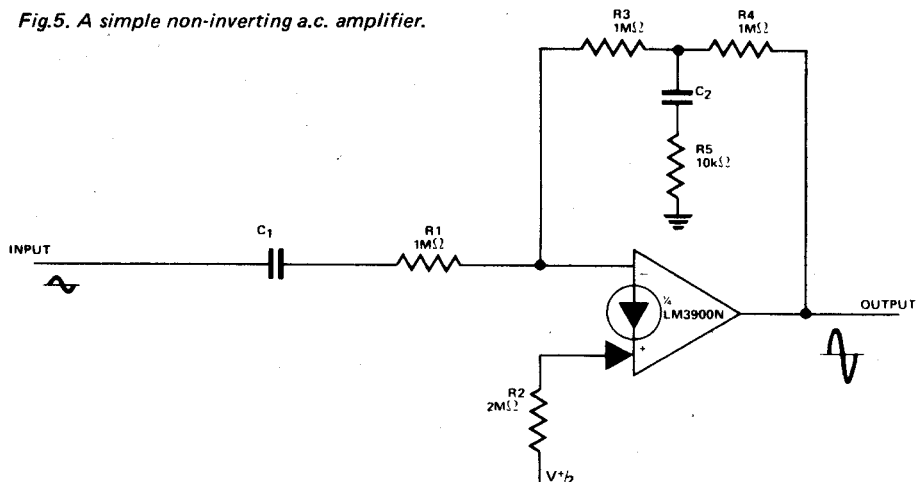 Fig.5. A simple non-inverting a.c. amplifier.
R3
1MΩ
R4
1MΩ
C2
R5
10kΩ
C1
R1
1MΩ
INPUT
−
¼
LM3900N
+
OUTPUT
R2
2MΩ
V+/2